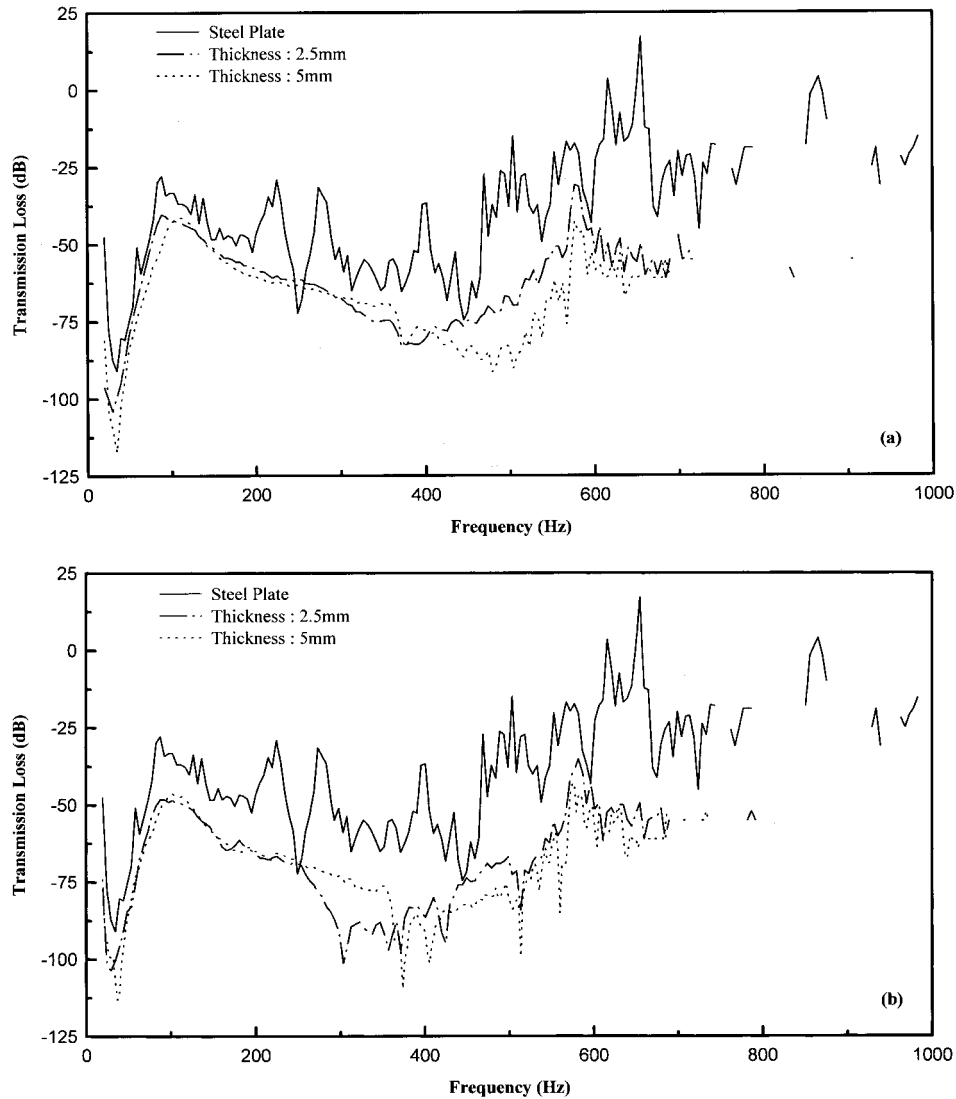 25
0
-25
-50
-75
-100
-125
Transmission Loss (dB)
Steel Plate
Thickness : 2.5mm
Thickness : 5mm
(a)
0 200 400 600 800 1000
Frequency (Hz)
25
0
-25
-50
-75
-100
-125
Transmission Loss (dB)
Steel Plate
Thickness : 2.5mm
Thickness : 5mm
(b)
0 200 400 600 800 1000
Frequency (Hz)